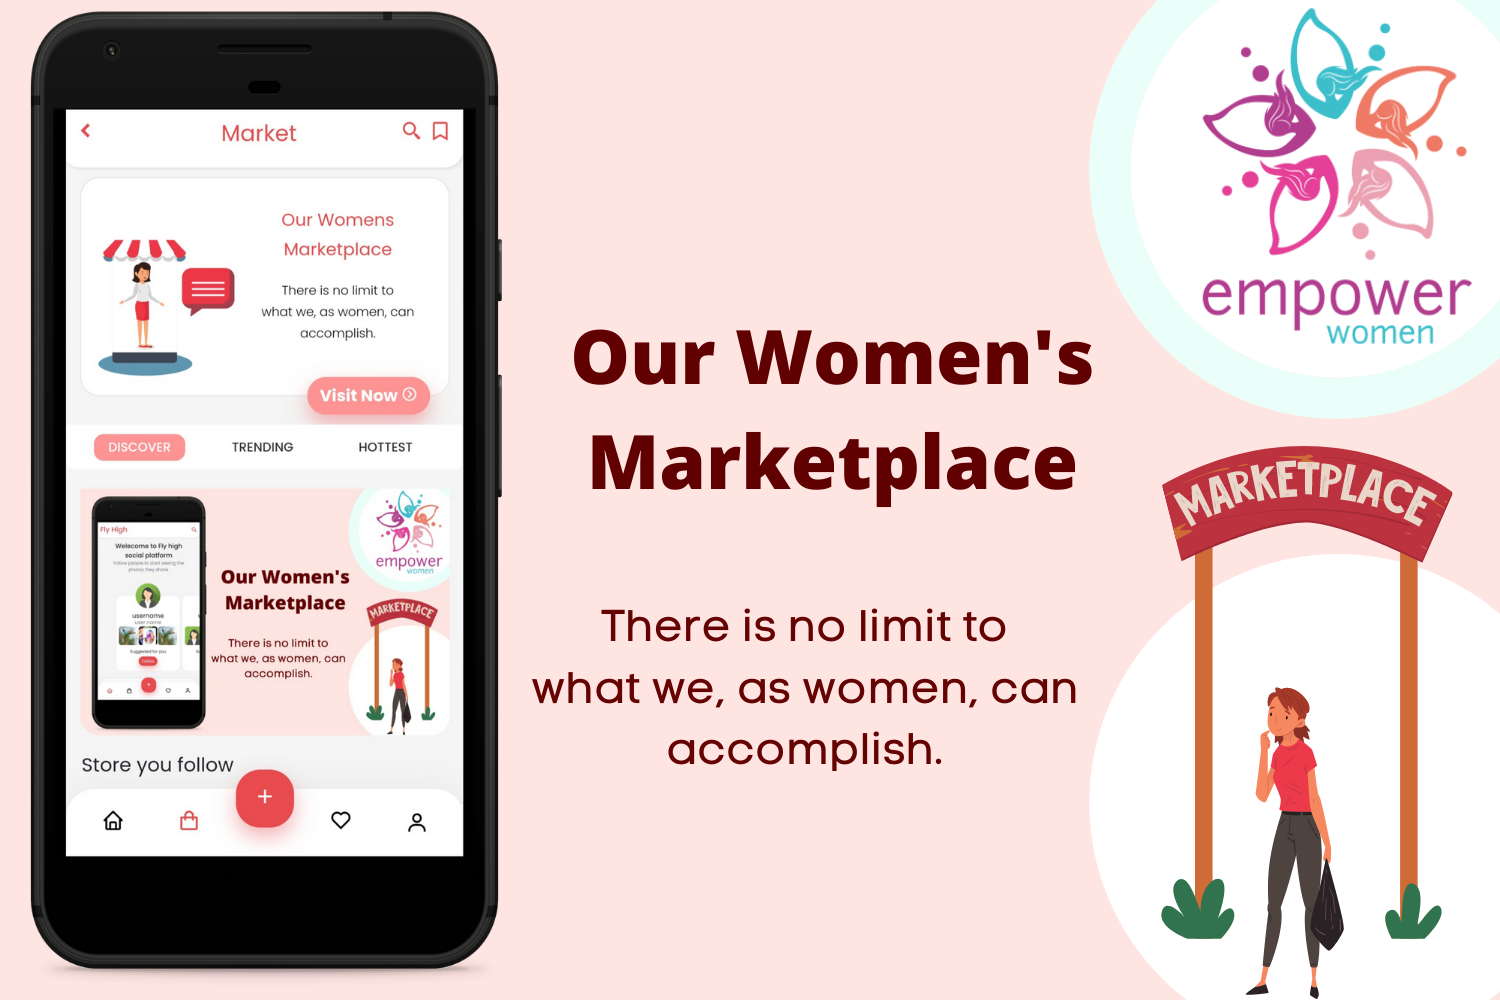 Market
Our Womens
Marketplace
There is no limit to
what we, as women, can
accomplish.
Visit Now
DISCOVER
TRENDING
HOTTEST
Fly High
Welecome to Fly high
social platform
Follow people to start seeing the
photos they share.
username
user name
Suggested for you
Follow
Our Women's
Marketplace
There is no limit to
what we, as women, can
accomplish.
empower
women
MARKETPLACE
Store you follow
Our Women's
Marketplace
There is no limit to
what we, as women, can
accomplish.
empower
women
MARKETPLACE